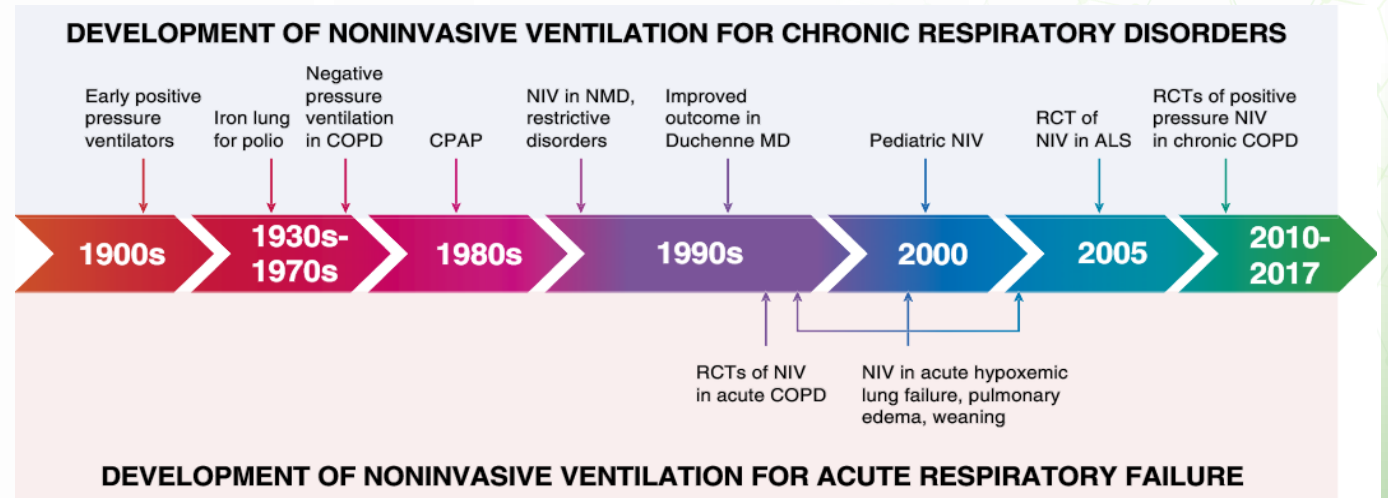 DEVELOPMENT OF NONINVASIVE VENTILATION FOR CHRONIC RESPIRATORY DISORDERS
Early positive
pressure
ventilators
Iron lung
for polio
Negative
pressure
ventilation
in COPD
CPAP
NIV in NMD,
restrictive
disorders
Improved
outcome in
Duchenne MD
Pediatric NIV
RCT of
NIV in ALS
RCTs of positive
pressure NIV
in chronic COPD
1900s
1930s-
1970s
1980s
1990s
2000
2005
2010-
2017
RCTs of NIV
in acute COPD
NIV in acute hypoxemic
lung failure, pulmonary
edema, weaning
DEVELOPMENT OF NONINVASIVE VENTILATION FOR ACUTE RESPIRATORY FAILURE